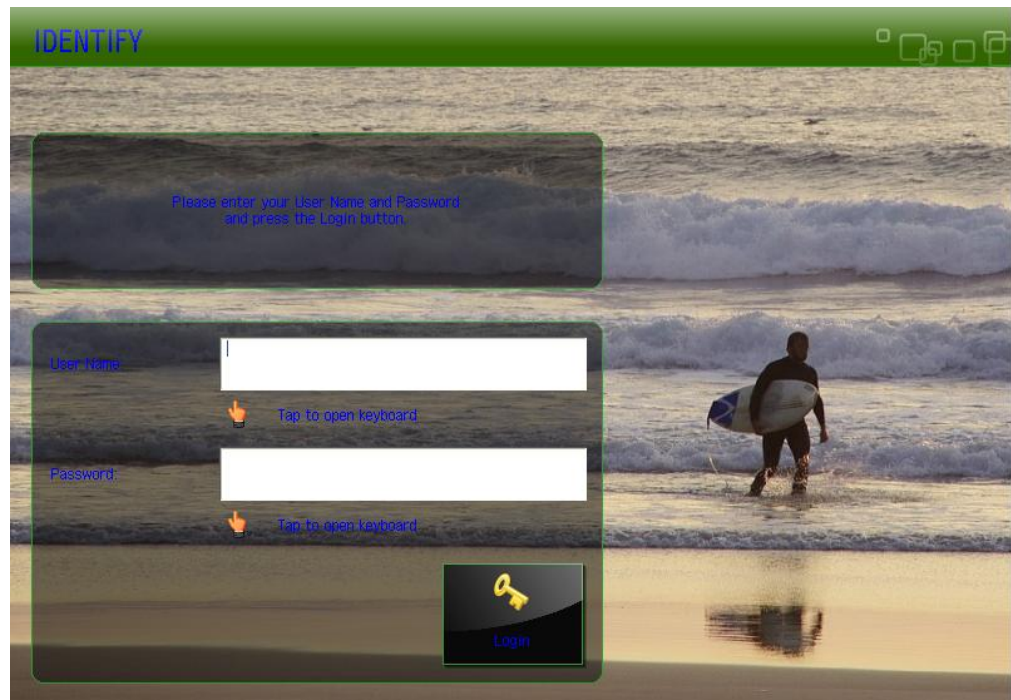 IDENTIFY
Please enter your User Name and Password
and press the Login button.
User Name:
Tap to open keyboard
Password:
Tap to open keyboard
Login